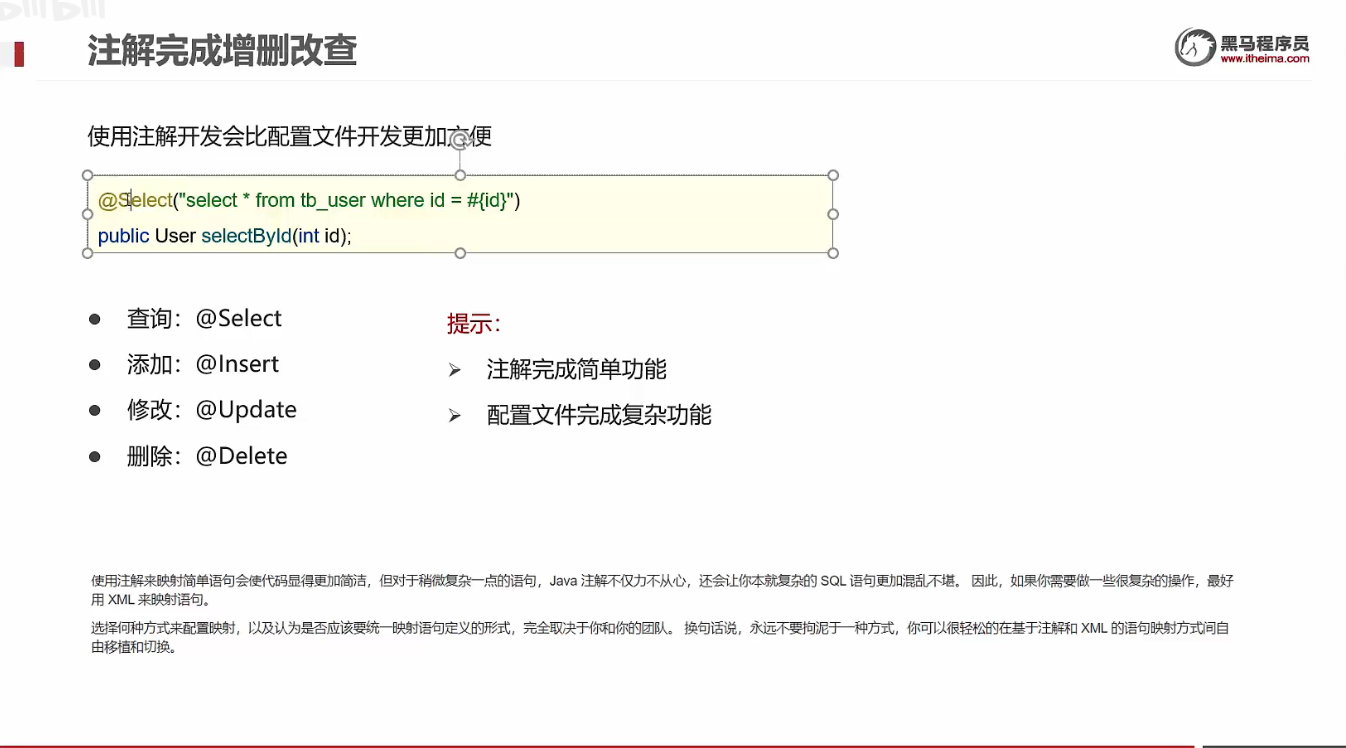 注解完成增删改查
黑马程序员
www.itheima.com
使用注解开发会比配置文件开发更加方便
@Select("select * from tb_user where id = #{id}")
public User selectById(int id);
查询：@Select
添加：@Insert
修改：@Update
删除：@Delete
提示：
注解完成简单功能
配置文件完成复杂功能
使用注解来映射简单语句会使代码显得更加简洁，但对于稍微复杂一点的语句，Java 注解不仅力不从心，还会让你本就复杂的 SQL 语句更加混乱不堪。 因此，如果你需要做一些很复杂的操作，最好
用 XML 来映射语句。
选择何种方式来配置映射，以及认为是否应该要统一映射语句定义的形式，完全取决于你和你的团队。 换句话说，永远不要拘泥于一种方式，你可以很轻松的在基于注解和 XML 的语句映射方式间自
由移植和切换。